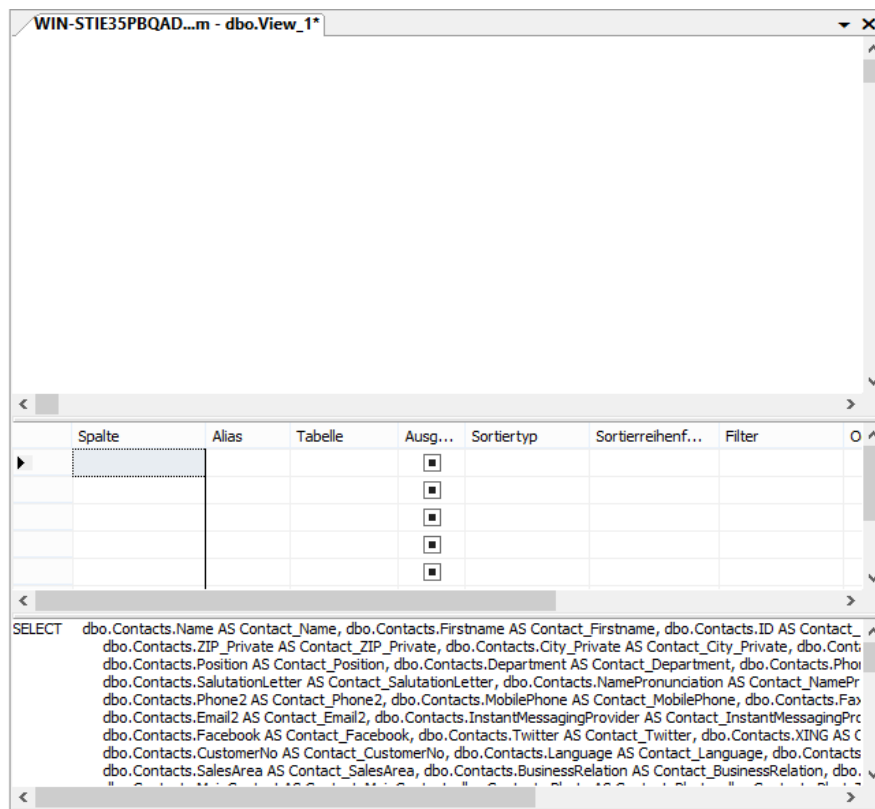 WIN-STIE35PBQAD...m - dbo.View_1*
Spalte Alias Tabelle Ausg... Sortiertyp Sortierreihenf... Filter O
SELECT dbo.Contacts.Name AS Contact_Name, dbo.Contacts.Firstname AS Contact_Firstname, dbo.Contacts.ID AS Contact_
dbo.Contacts.ZIP_Private AS Contact_ZIP_Private, dbo.Contacts.City_Private AS Contact_City_Private, dbo.Cont
dbo.Contacts.Position AS Contact_Position, dbo.Contacts.Department AS Contact_Department, dbo.Contacts.Pho
dbo.Contacts.SalutationLetter AS Contact_SalutationLetter, dbo.Contacts.NamePronunciation AS Contact_NamePr
dbo.Contacts.Phone2 AS Contact_Phone2, dbo.Contacts.MobilePhone AS Contact_MobilePhone, dbo.Contacts.Fax
dbo.Contacts.Email2 AS Contact_Email2, dbo.Contacts.InstantMessagingProvider AS Contact_InstantMessagingPro
dbo.Contacts.Facebook AS Contact_Facebook, dbo.Contacts.Twitter AS Contact_Twitter, dbo.Contacts.XING AS C
dbo.Contacts.CustomerNo AS Contact_CustomerNo, dbo.Contacts.Language AS Contact_Language, dbo.Contacts
dbo.Contacts.SalesArea AS Contact_SalesArea, dbo.Contacts.BusinessRelation AS Contact_BusinessRelation, dbo.